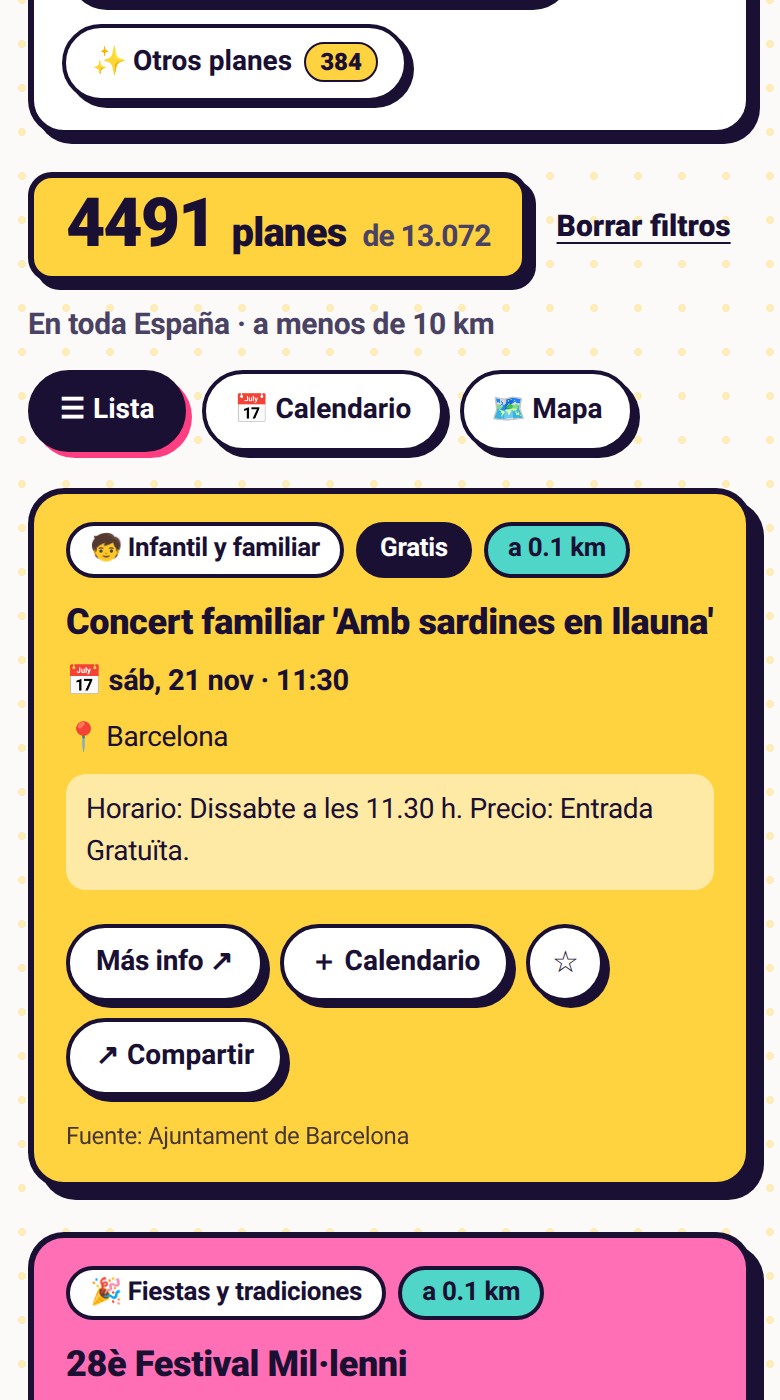 ✨ Otros planes 384
4491 planes de 13.072 Borrar filtros
En toda España · a menos de 10 km
☰ Lista 📅 Calendario 🗺️ Mapa
🧒 Infantil y familiar Gratis a 0.1 km
Concert familiar 'Amb sardines en llauna'
📅 sáb, 21 nov · 11:30
📍 Barcelona
Horario: Dissabte a les 11.30 h. Precio: Entrada
Gratuïta.
Más info ↗ + Calendario ☆
↗ Compartir
Fuente: Ajuntament de Barcelona
🎉 Fiestas y tradiciones a 0.1 km
28è Festival Mil·lenni